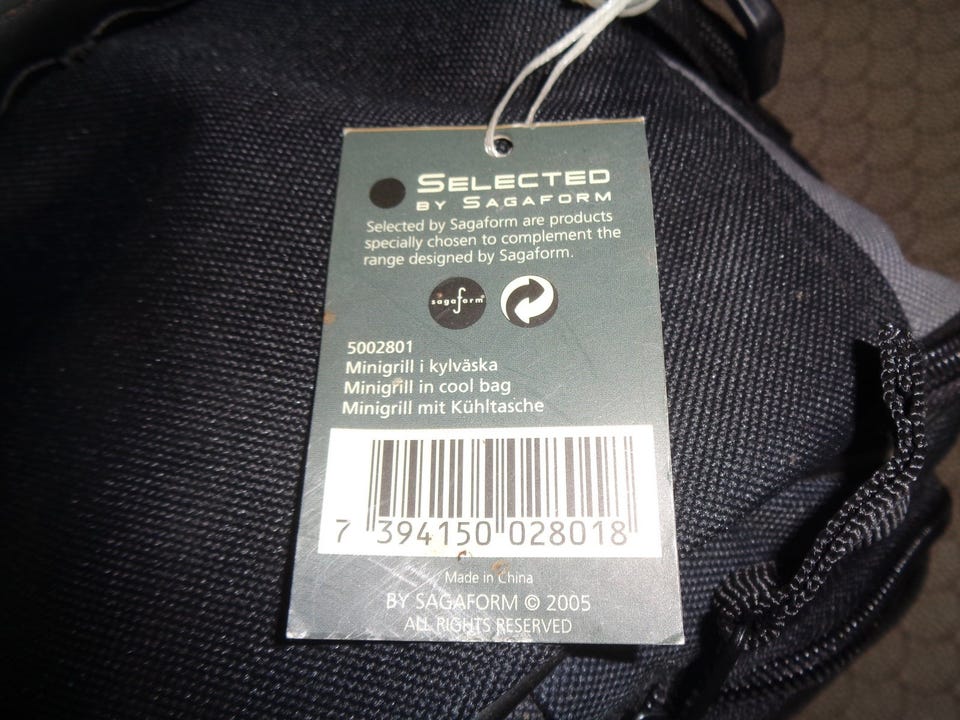 SELECTED
BY SAGAFORM
Selected by Sagaform are products
specially chosen to complement the
range designed by Sagaform.
sagaform®
5002801
Minigrill i kylväska
Minigrill in cool bag
Minigrill mit Kühltasche
7 394150 028018
Made in China
BY SAGAFORM © 2005
ALL RIGHTS RESERVED